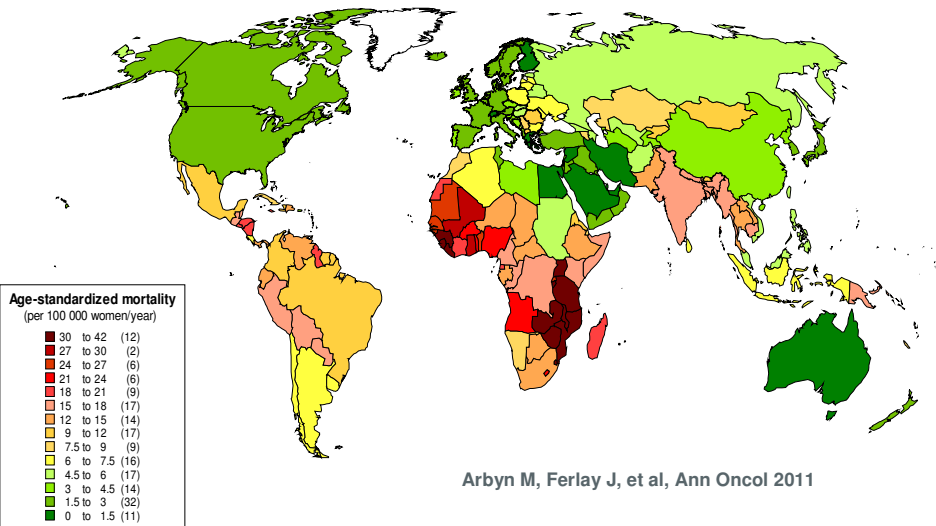 Age-standardized mortality
(per 100 000 women/year)
30 to 42 (12)
27 to 30 (2)
24 to 27 (6)
21 to 24 (6)
18 to 21 (9)
15 to 18 (17)
12 to 15 (14)
9 to 12 (17)
7.5 to 9 (9)
6 to 7.5 (16)
4.5 to 6 (17)
3 to 4.5 (14)
1.5 to 3 (32)
0 to 1.5 (11)
Arbyn M, Ferlay J, et al, Ann Oncol 2011